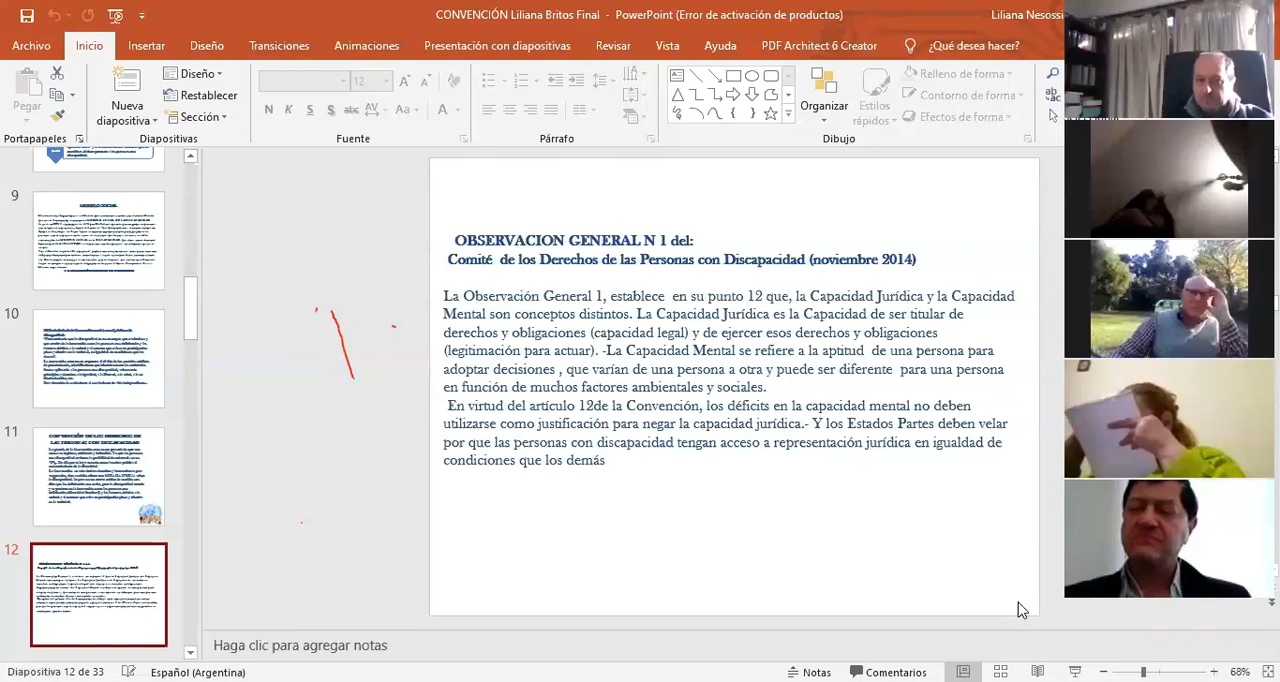 CONVENCIÓN Liliana Britos Final - PowerPoint (Error de activación de productos)
Liliana Nesossi
Archivo Inicio Insertar Diseño Transiciones Animaciones Presentación con diapositivas Revisar Vista Ayuda PDF Architect 6 Creator ¿Qué desea hacer?
Pegar
Nueva diapositiva
Diseño
Restablecer
Sección
12
N K S S abc AV Aa A
Organizar
Estilos rápidos
Relleno de forma
Contorno de forma
Efectos de forma
Portapapeles Diapositivas Fuente Párrafo Dibujo
9
10
11
12
OBSERVACION GENERAL N 1 del:
Comité de los Derechos de las Personas con Discapacidad (noviembre 2014)
La Observación General 1, establece en su punto 12 que, la Capacidad Jurídica y la Capacidad
Mental son conceptos distintos. La Capacidad Jurídica es la Capacidad de ser titular de
derechos y obligaciones (capacidad legal) y de ejercer esos derechos y obligaciones
(legitimación para actuar). -La Capacidad Mental se refiere a la aptitud de una persona para
adoptar decisiones , que varían de una persona a otra y puede ser diferente para una persona
en función de muchos factores ambientales y sociales.
En virtud del artículo 12de la Convención, los déficits en la capacidad mental no deben
utilizarse como justificación para negar la capacidad jurídica.- Y los Estados Partes deben velar
por que las personas con discapacidad tengan acceso a representación jurídica en igualdad de
condiciones que los demás
Haga clic para agregar notas
Diapositiva 12 de 33 Español (Argentina) Notas Comentarios 68%